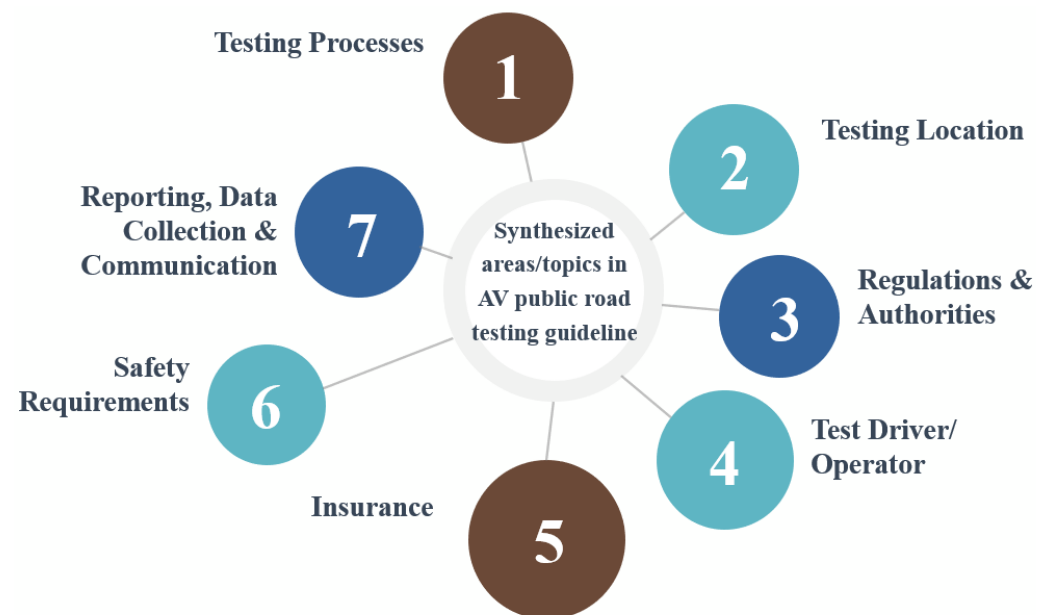 Testing Processes
1
2
Testing Location
Reporting, Data
Collection &
Communication
7
Synthesized
areas/topics in
AV public road
testing guideline
3
Regulations &
Authorities
Safety
Requirements
6
4
Test Driver/
Operator
Insurance
5